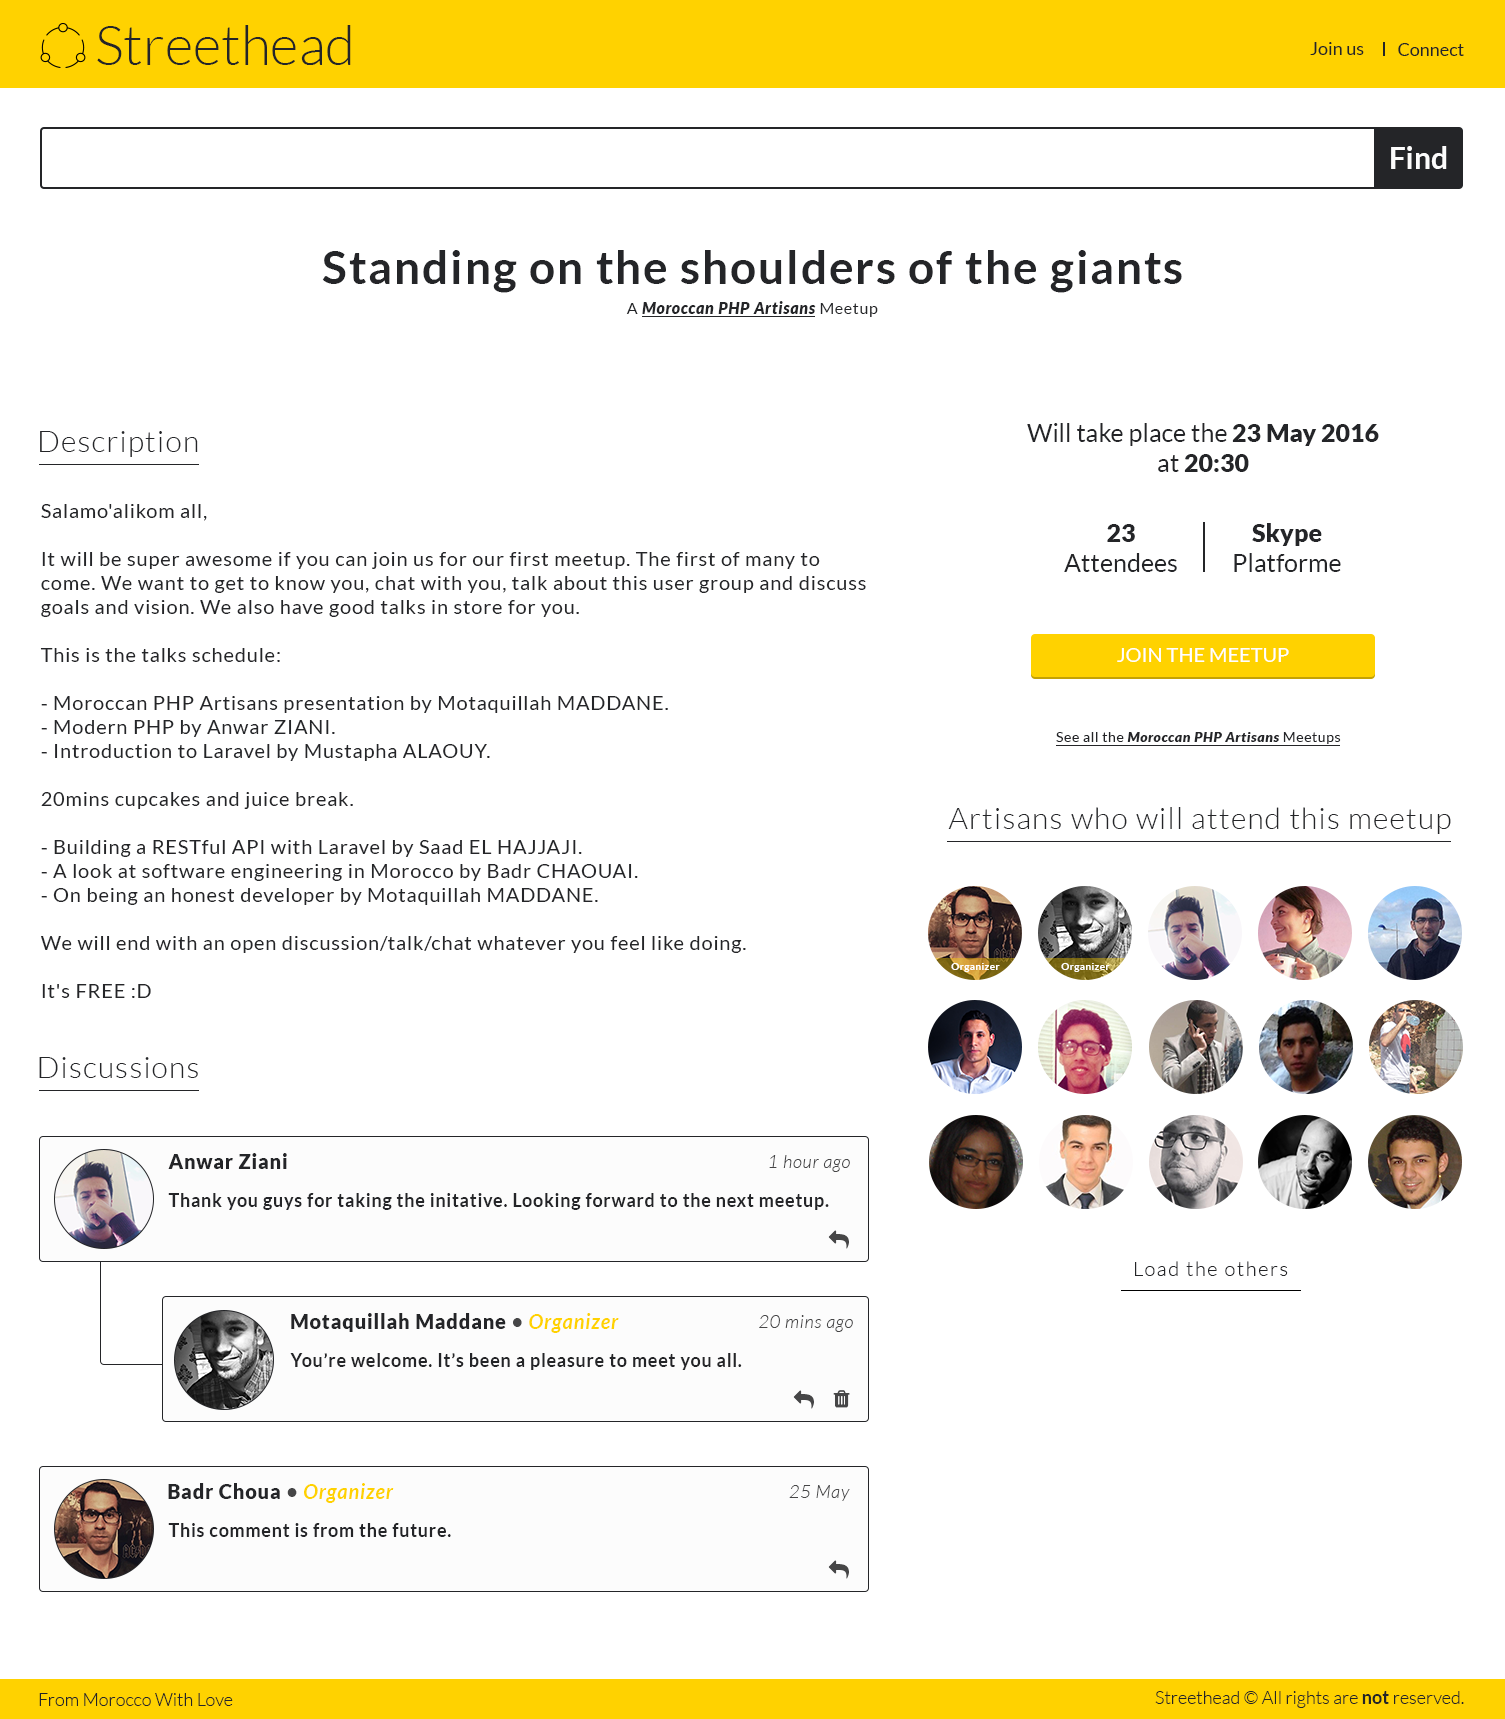 Streethead
Join us
Connect
Find
Standing on the shoulders of the giants
A Moroccan PHP Artisans Meetup
Description
Salamo'alikom all,
It will be super awesome if you can join us for our first meetup. The first of many to
come. We want to get to know you, chat with you, talk about this user group and discuss
goals and vision. We also have good talks in store for you.
This is the talks schedule:
- Moroccan PHP Artisans presentation by Motaquillah MADDANE.
- Modern PHP by Anwar ZIANI.
- Introduction to Laravel by Mustapha ALAOUY.
20mins cupcakes and juice break.
- Building a RESTful API with Laravel by Saad EL HAJJAJI.
- A look at software engineering in Morocco by Badr CHAOUAI.
- On being an honest developer by Motaquillah MADDANE.
We will end with an open discussion/talk/chat whatever you feel like doing.
It's FREE :D
Discussions
Anwar Ziani
1 hour ago
Thank you guys for taking the initative. Looking forward to the next meetup.
Motaquillah Maddane • Organizer
20 mins ago
You’re welcome. It’s been a pleasure to meet you all.
Badr Choua • Organizer
25 May
This comment is from the future.
Will take place the 23 May 2016
at 20:30
23
Attendees
Skype
Platforme
JOIN THE MEETUP
See all the Moroccan PHP Artisans Meetups
Artisans who will attend this meetup
Organizer
Organizer
Load the others
From Morocco With Love
Streethead © All rights are not reserved.